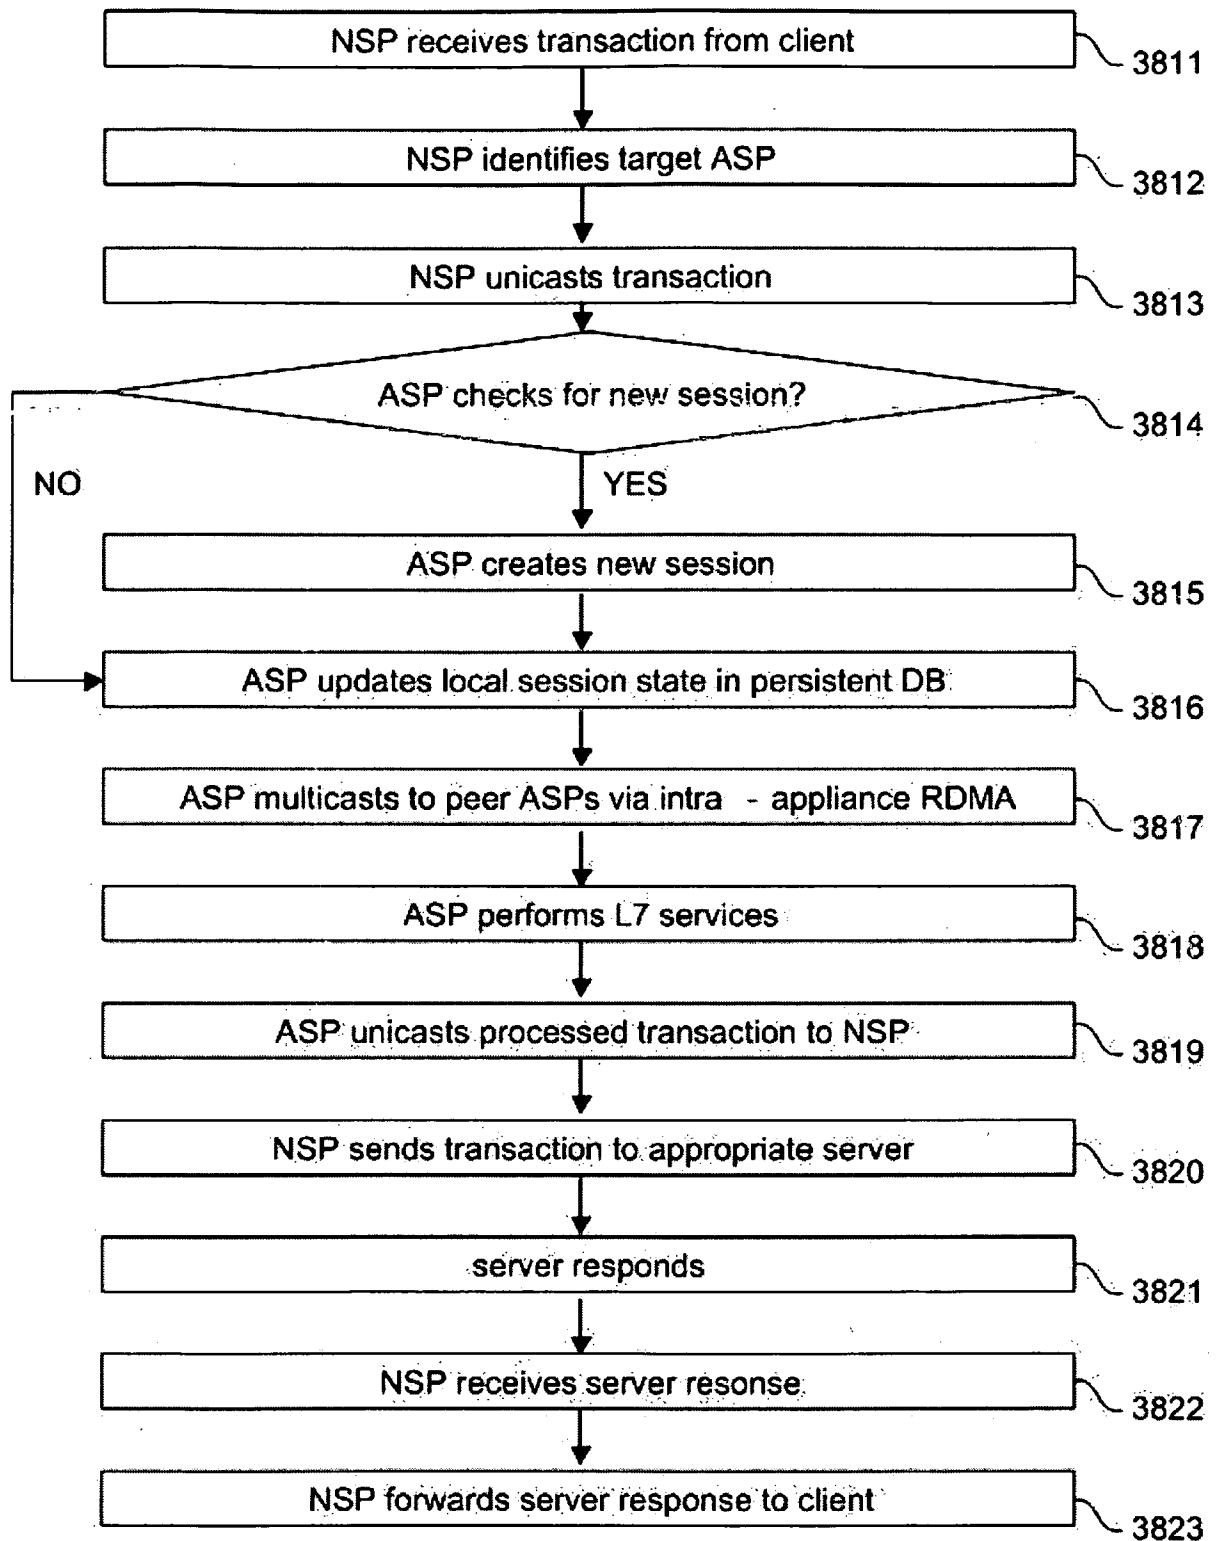 NSP receives transaction from client
3811
NSP identifies target ASP
3812
NSP unicasts transaction
3813
ASP checks for new session?
3814
NO
YES
ASP creates new session
3815
ASP updates local session state in persistent DB
3816
ASP multicasts to peer ASPs via intra - appliance RDMA
3817
ASP performs L7 services
3818
ASP unicasts processed transaction to NSP
3819
NSP sends transaction to appropriate server
3820
server responds
3821
NSP receives server resonse
3822
NSP forwards server response to client
3823